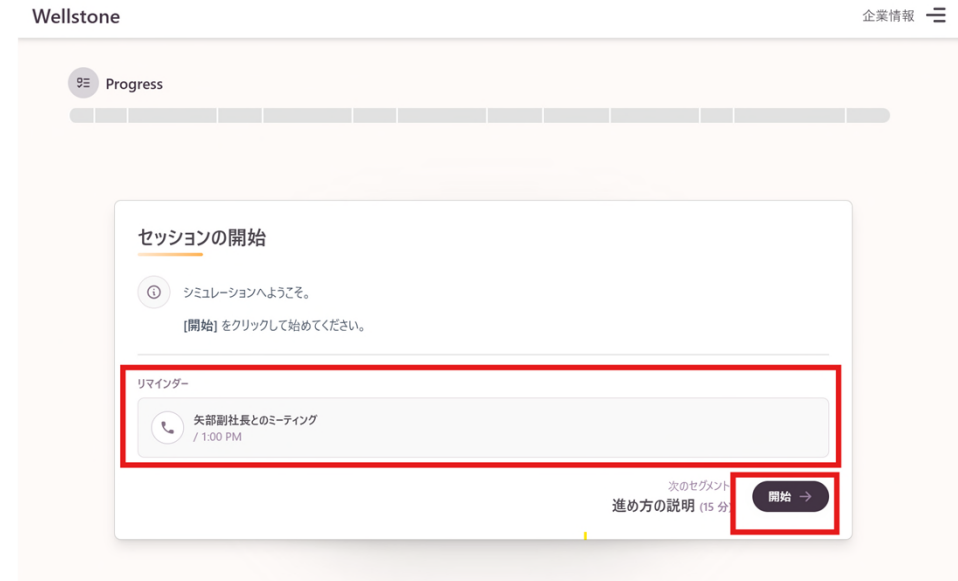 Wellstone
企業情報
Progress
セッションの開始
シミュレーションへようこそ。
[開始] をクリックして始めてください。
リマインダー
矢部副社長とのミーティング
/ 1:00 PM
次のセグメント
進め方の説明 (15 分)
開始 →